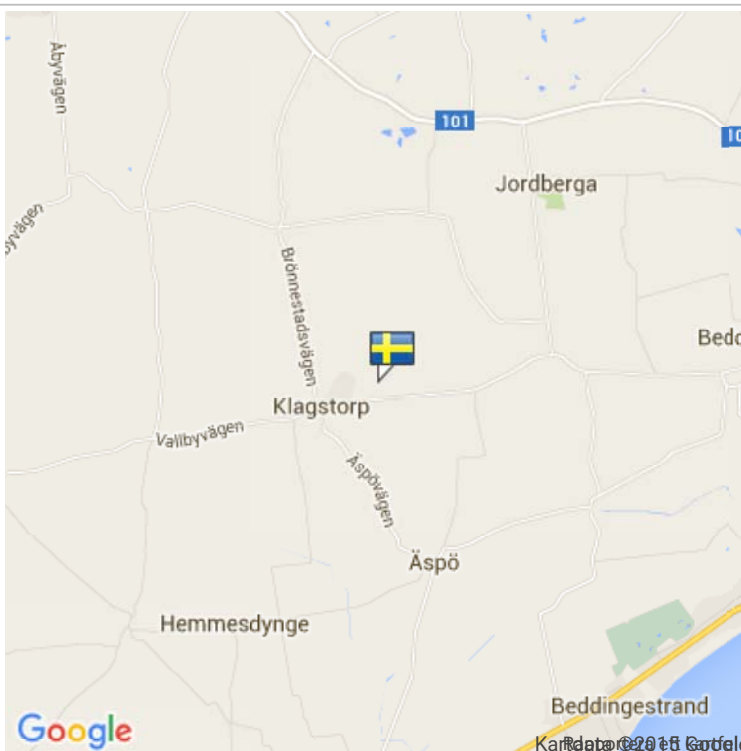 Åbyvägen
101
10
Jordberga
byvägen
Brönnestadsvägen
Bedd
Klagstorp
Vallbyvägen
Äspövägen
Äspö
Hemmesdynge
Beddingestrand
Google